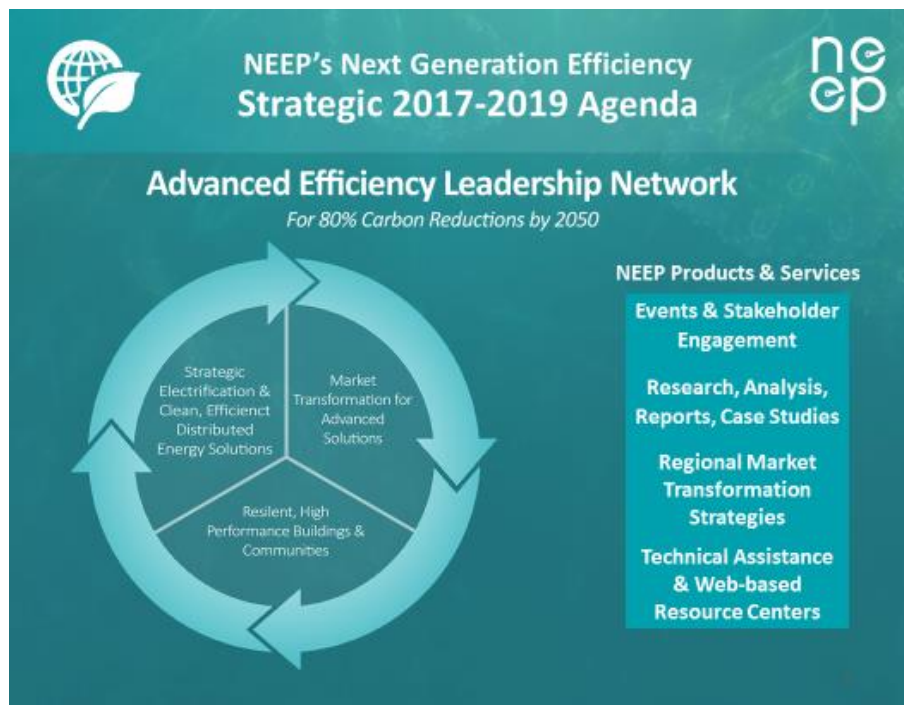 NEEP's Next Generation Efficiency
Strategic 2017-2019 Agenda
ne
ep
Advanced Efficiency Leadership Network
For 80% Carbon Reductions by 2050
Strategic
Electrification &
Clean, Efficienct
Distributed
Energy Solutions
Market
Transformation for
Advanced
Solutions
Resilent, High
Performance Buildings &
Communities
NEEP Products & Services
Events & Stakeholder
Engagement
Research, Analysis,
Reports, Case Studies
Regional Market
Transformation
Strategies
Technical Assistance
& Web-based
Resource Centers